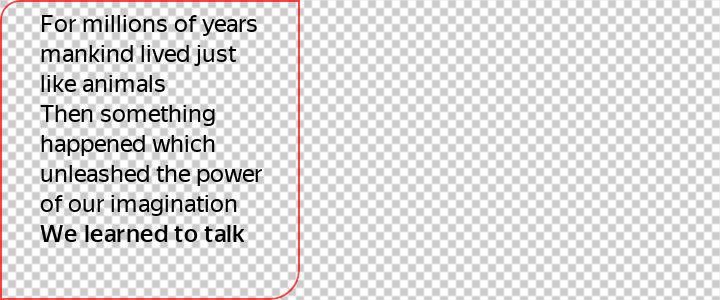 For millions of years
mankind lived just
like animals
Then something
happened which
unleashed the power
of our imagination
We learned to talk